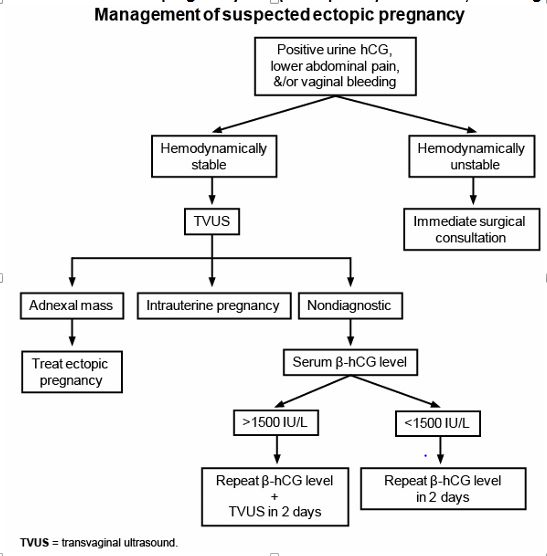 Management of suspected ectopic pregnancy
Positive urine hCG,
lower abdominal pain,
&/or vaginal bleeding
Hemodynamically
stable
Hemodynamically
unstable
TVUS
Immediate surgical
consultation
Adnexal mass
Intrauterine pregnancy
Nondiagnostic
Treat ectopic
pregnancy
Serum β-hCG level
>1500 IU/L
<1500 IU/L
Repeat β-hCG level
+
TVUS in 2 days
Repeat β-hCG level
in 2 days
TVUS = transvaginal ultrasound.